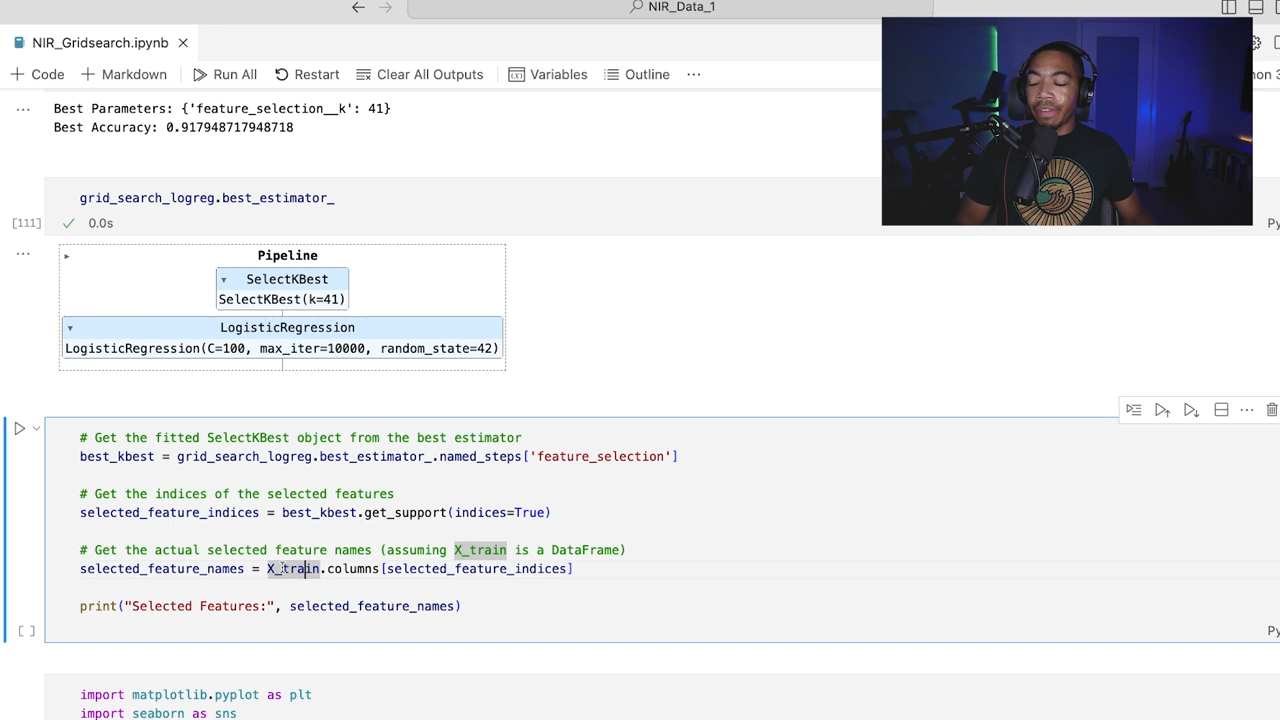 NIR_Data_1
NIR_Gridsearch.ipynb
Code
Markdown
Run All
Restart
Clear All Outputs
Variables
Outline
...
Best Parameters: {'feature_selection__k': 41}
Best Accuracy: 0.917948717948718
grid_search_logreg.best_estimator_
[111]
0.0s
Pipeline
SelectKBest
SelectKBest(k=41)
LogisticRegression
LogisticRegression(C=100, max_iter=10000, random_state=42)
# Get the fitted SelectKBest object from the best estimator
best_kbest = grid_search_logreg.best_estimator_.named_steps['feature_selection']
# Get the indices of the selected features
selected_feature_indices = best_kbest.get_support(indices=True)
# Get the actual selected feature names (assuming X_train is a DataFrame)
selected_feature_names = X_train.columns[selected_feature_indices]
print("Selected Features:", selected_feature_names)
[ ]
import matplotlib.pyplot as plt
import seaborn as sns